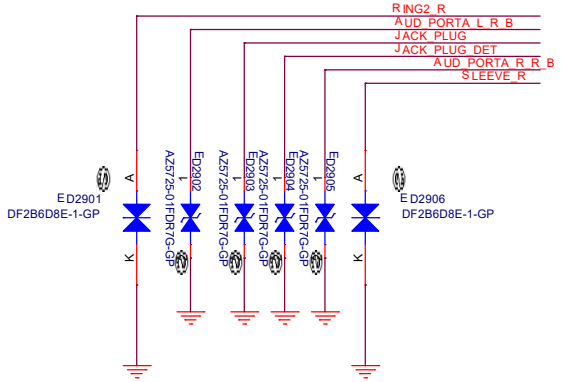 RING2_R
AUD_PORTA_L_R_B
JACK_PLUG
JACK_PLUG_DET
AUD_PORTA_R_R_B
SLEEVE_R
A
ED2901
DF2B6D8E-1-GP
K
1
ED2902
AZ5725-01FDR7G-GP
1
ED2903
AZ5725-01FDR7G-GP
1
ED2904
AZ5725-01FDR7G-GP
1
ED2905
AZ5725-01FDR7G-GP
A
ED2906
DF2B6D8E-1-GP
K